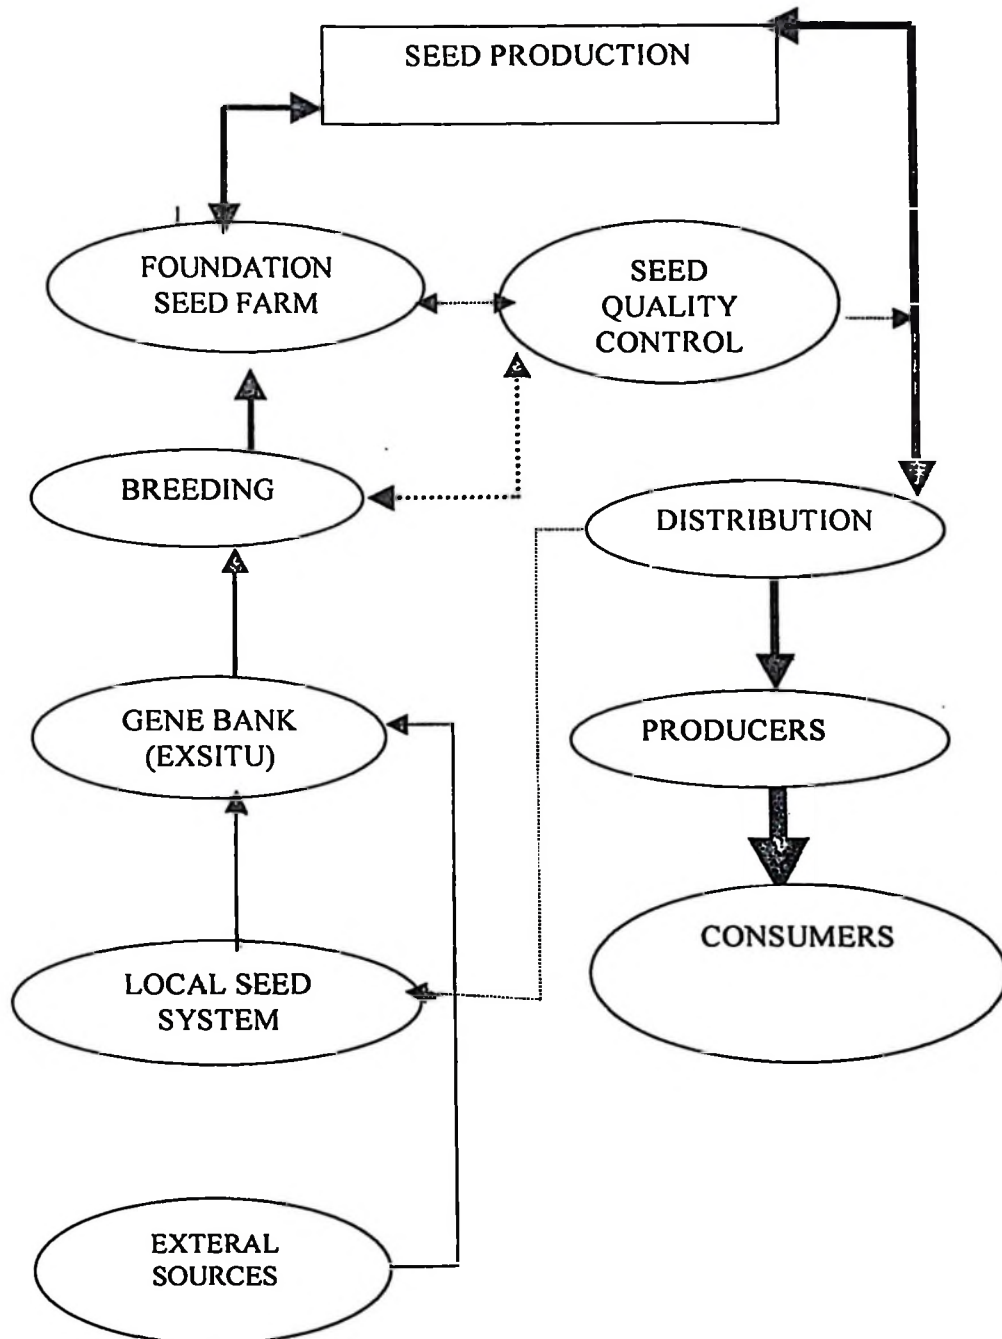 SEED PRODUCTION
FOUNDATION
SEED FARM
SEED
QUALITY
CONTROL
BREEDING
DISTRIBUTION
GENE BANK
(EXSITU)
PRODUCERS
CONSUMERS
LOCAL SEED
SYSTEM
EXTERAL
SOURCES